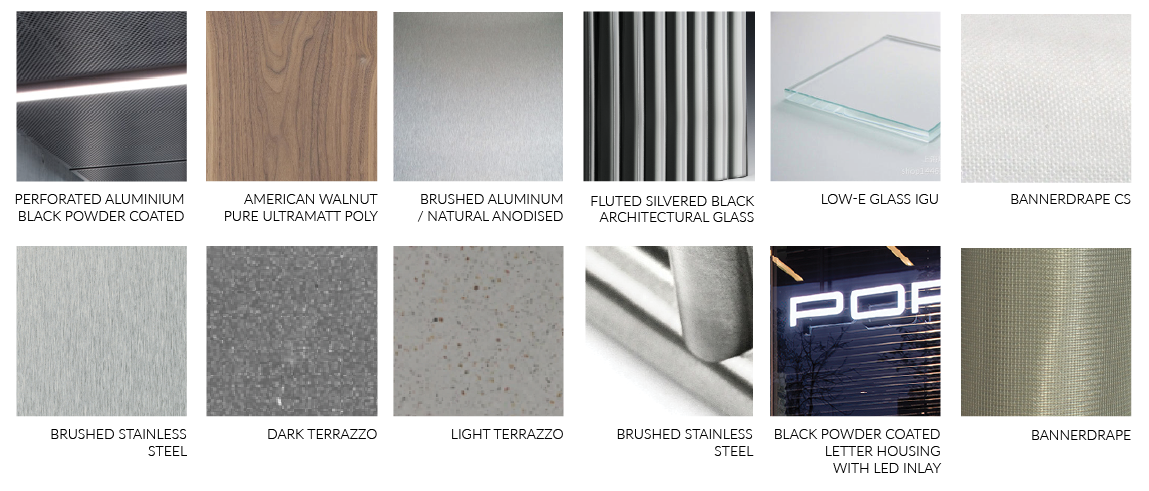 PERFORATED ALUMINIUM
BLACK POWDER COATED
AMERICAN WALNUT
PURE ULTRAMATT POLY
BRUSHED ALUMINUM
/ NATURAL ANODISED
FLUTED SILVERED BLACK
ARCHITECTURAL GLASS
LOW-E GLASS IGU
BANNERDRAPE CS
BRUSHED STAINLESS
STEEL
DARK TERRAZZO
LIGHT TERRAZZO
BRUSHED STAINLESS
STEEL
POR
BLACK POWDER COATED
LETTER HOUSING
WITH LED INLAY
BANNERDRAPE